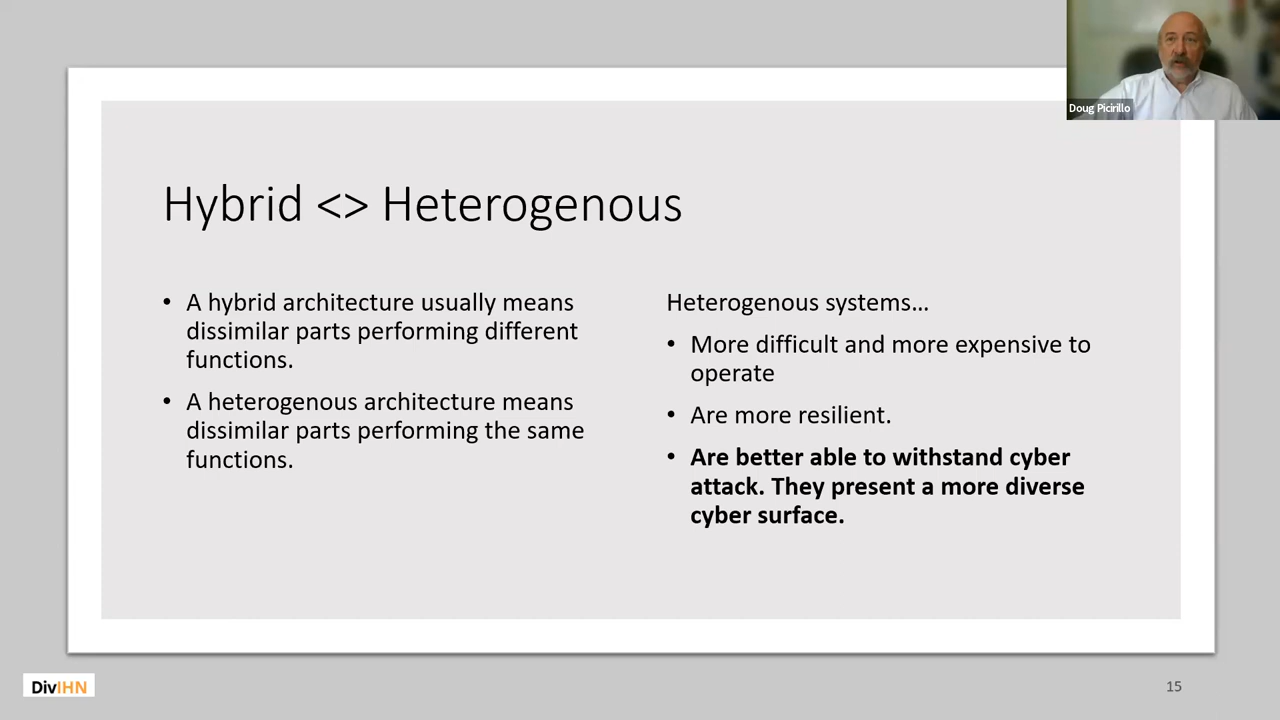 Doug Picirillo
Hybrid <> Heterogenous
• A hybrid architecture usually means
dissimilar parts performing different
functions.
• A heterogenous architecture means
dissimilar parts performing the same
functions.
Heterogenous systems…
• More difficult and more expensive to
operate
• Are more resilient.
• Are better able to withstand cyber
attack. They present a more diverse
cyber surface.
DivIHN
15